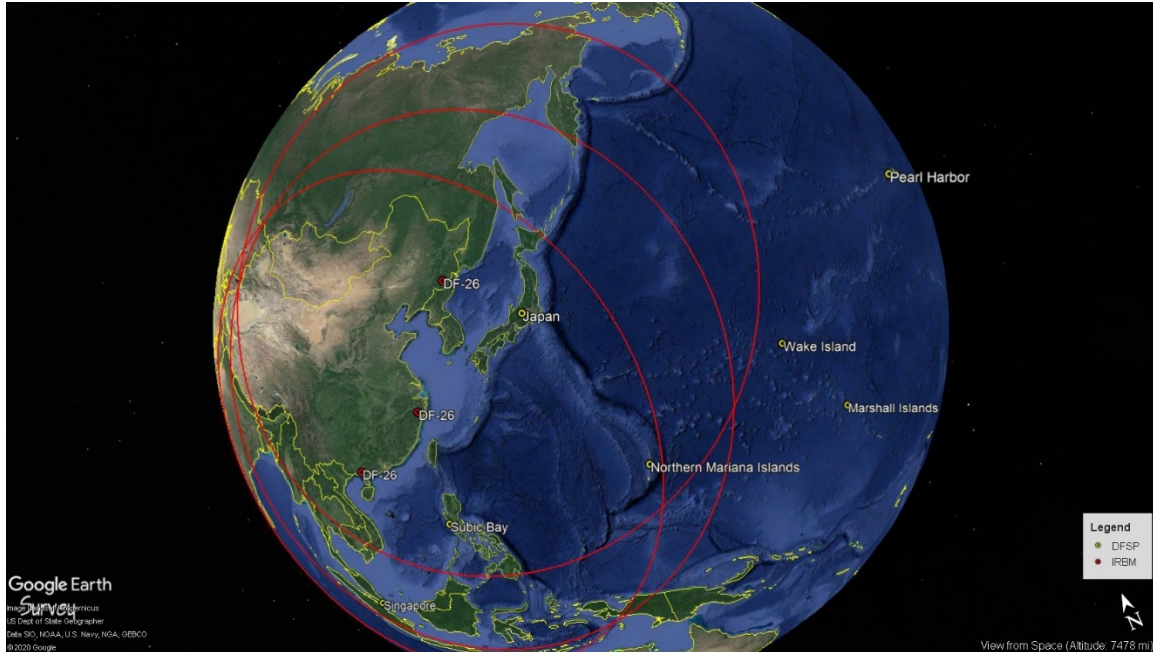 Pearl Harbor
DF-26
Japan
Wake Island
Marshall Islands
DF-26
Northern Mariana Islands
DF-26
Subic Bay
Singapore
Legend
DFSP
IRBM
Google Earth
Survey
US Dept of State Geographer
Data SIO, NOAA, U.S. Navy, NGA, GEBCO
©2020 Google
N
View from Space (Altitude: 7478 mi)